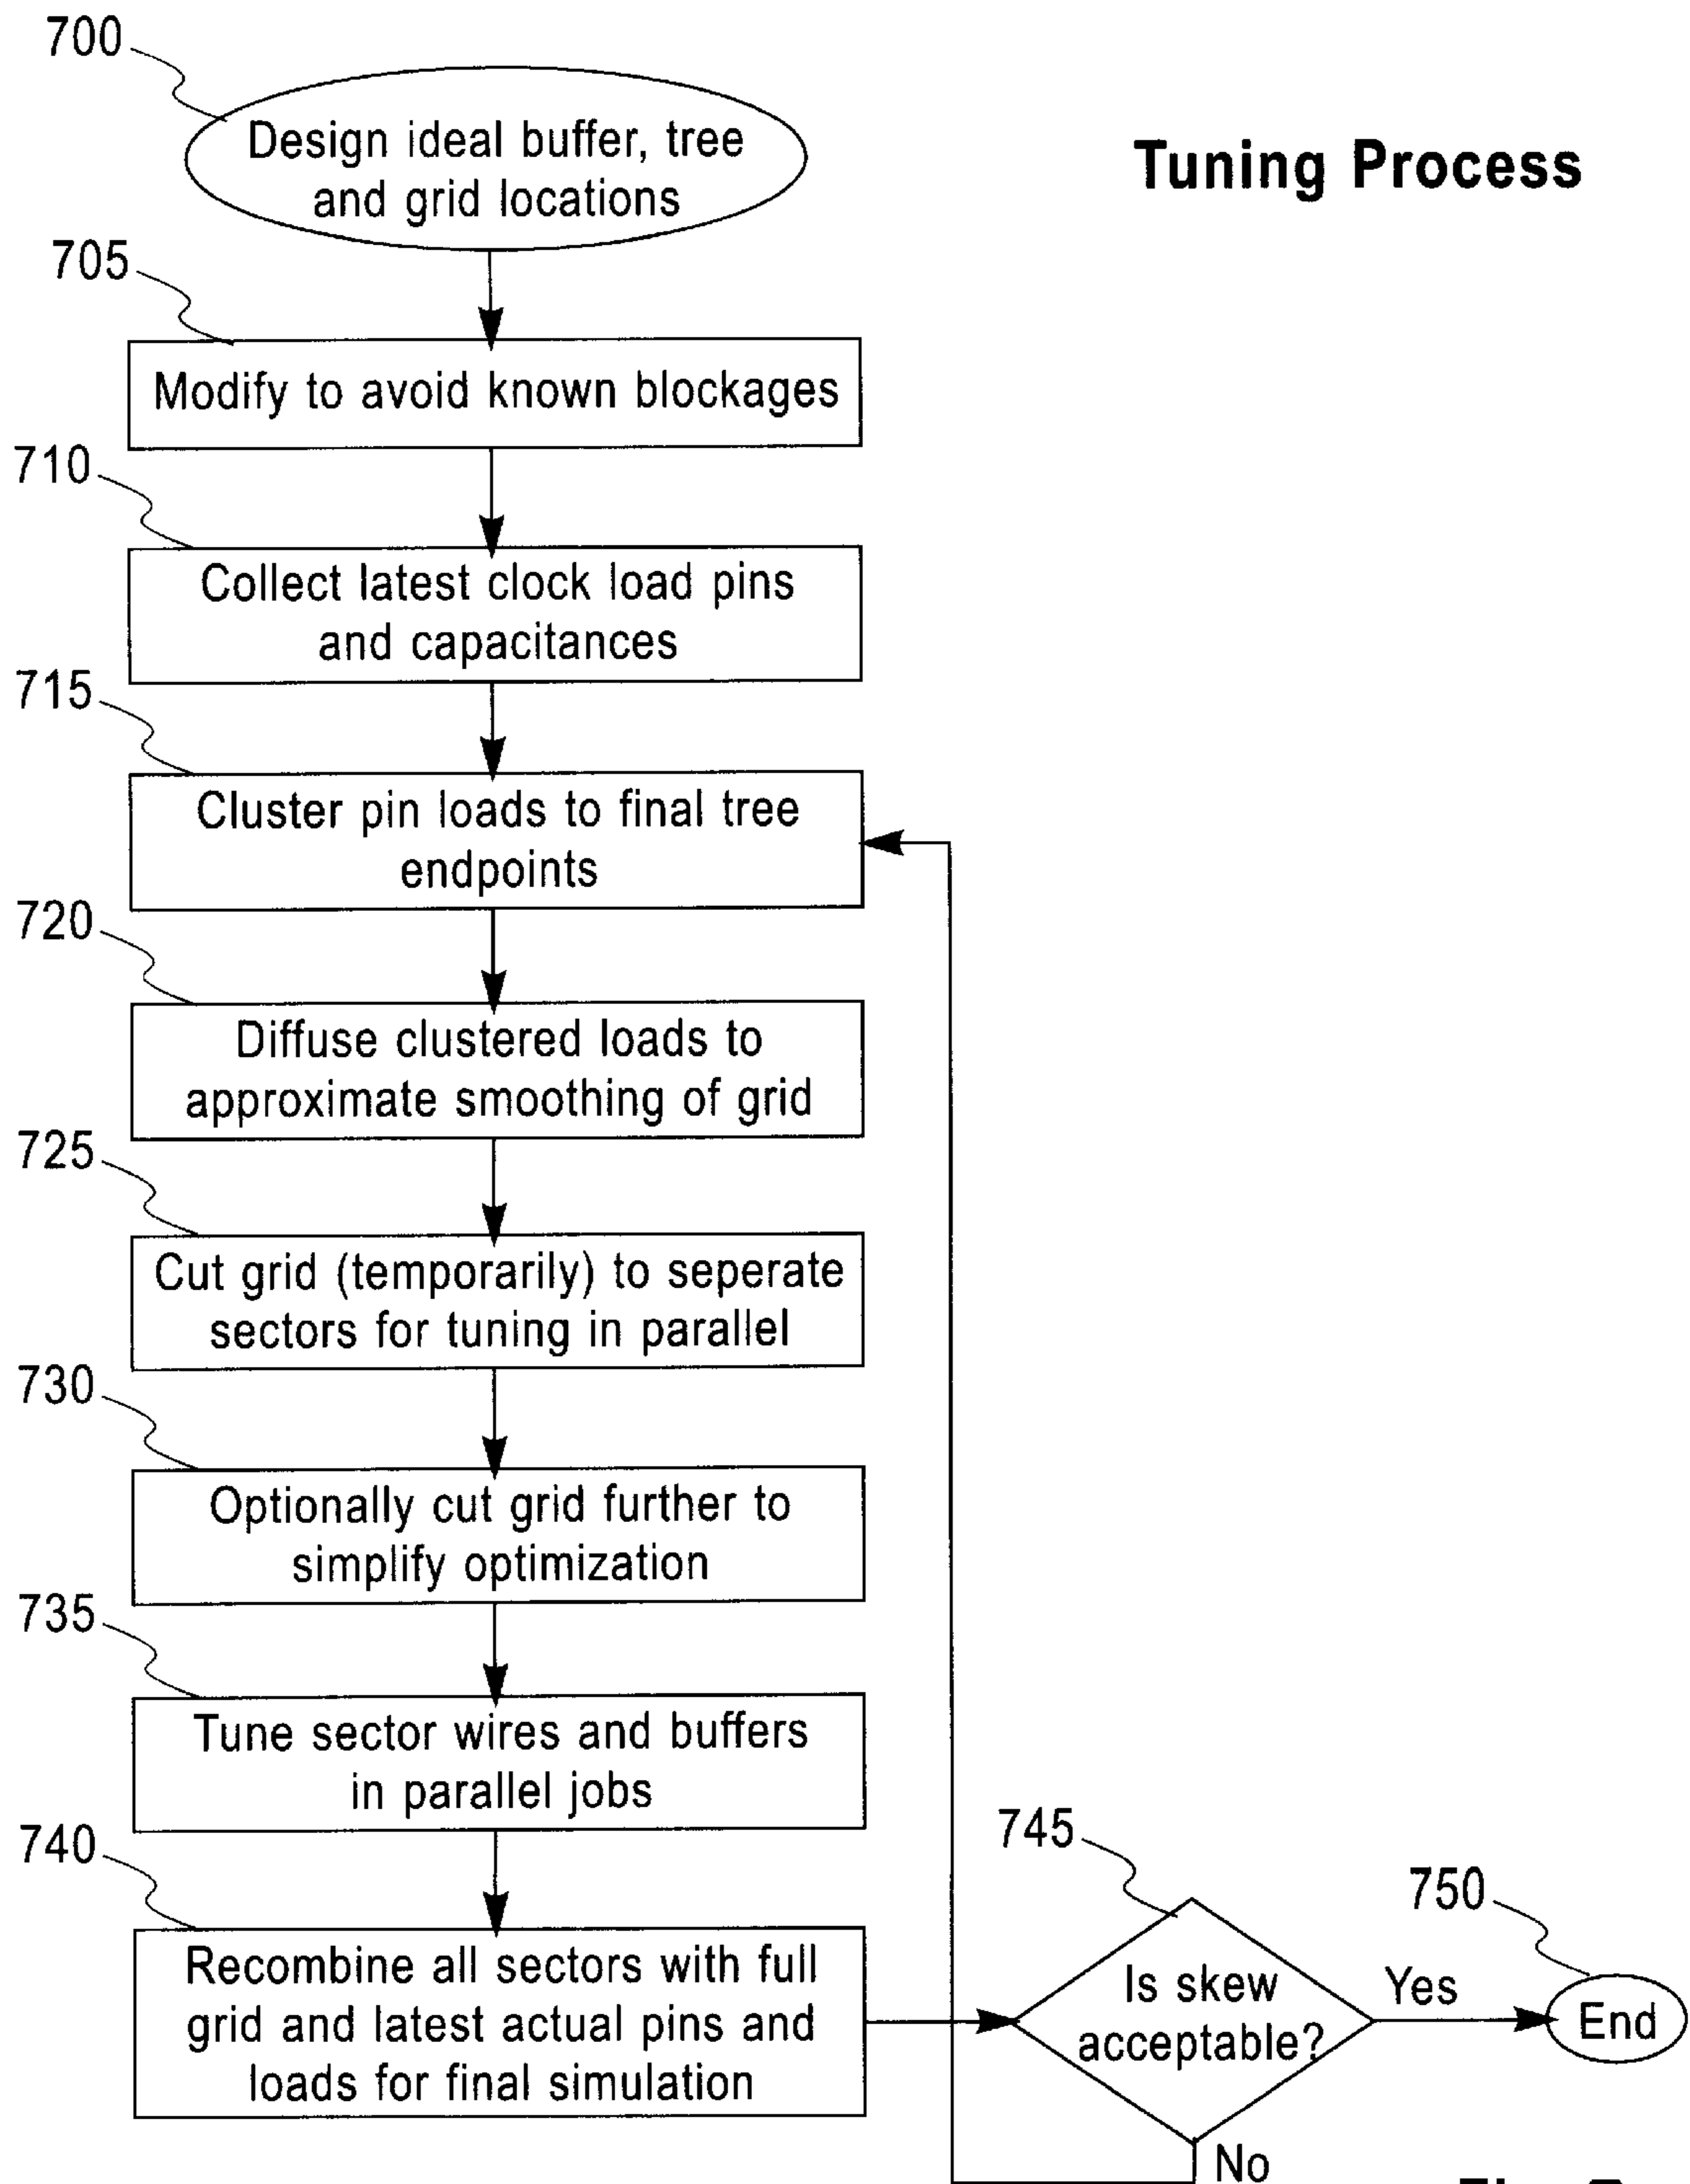 700
Design ideal buffer, tree
and grid locations
Tuning Process
705
Modify to avoid known blockages
710
Collect latest clock load pins
and capacitances
715
Cluster pin loads to final tree
endpoints
720
Diffuse clustered loads to
approximate smoothing of grid
725
Cut grid (temporarily) to seperate
sectors for tuning in parallel
730
Optionally cut grid further to
simplify optimization
735
Tune sector wires and buffers
in parallel jobs
740
Recombine all sectors with full
grid and latest actual pins and
loads for final simulation
745
Is skew
acceptable?
Yes
750
End
No